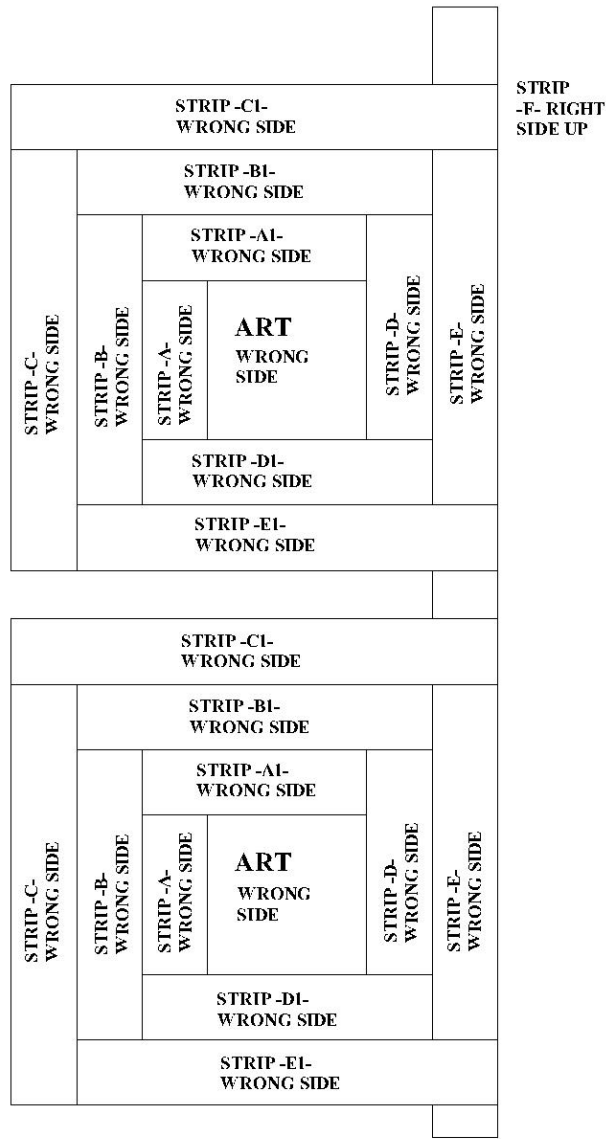 STRIP
-F- RIGHT
SIDE UP
STRIP -C1-
WRONG SIDE
STRIP -B1-
WRONG SIDE
STRIP -A1-
WRONG SIDE
STRIP -C-
WRONG SIDE
STRIP -B-
WRONG SIDE
STRIP -A-
WRONG SIDE
ART
WRONG
SIDE
STRIP -D-
WRONG SIDE
STRIP -E-
WRONG SIDE
STRIP -D1-
WRONG SIDE
STRIP -E1-
WRONG SIDE
STRIP -C1-
WRONG SIDE
STRIP -B1-
WRONG SIDE
STRIP -A1-
WRONG SIDE
STRIP -C-
WRONG SIDE
STRIP -B-
WRONG SIDE
STRIP -A-
WRONG SIDE
ART
WRONG
SIDE
STRIP -D-
WRONG SIDE
STRIP -E-
WRONG SIDE
STRIP -D1-
WRONG SIDE
STRIP -E1-
WRONG SIDE